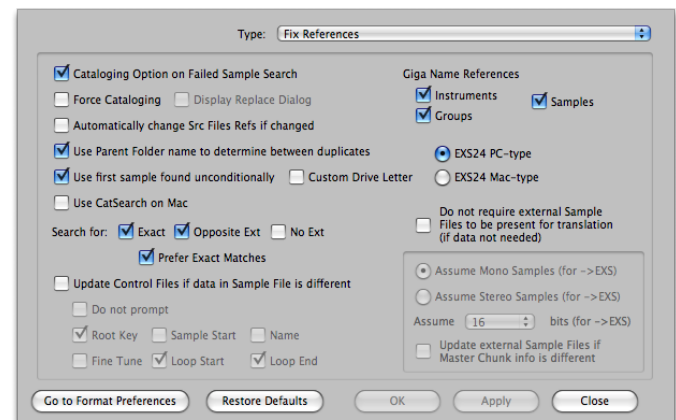 Type: Fix References
Cataloging Option on Failed Sample Search
Force Cataloging Display Replace Dialog
Automatically change Src Files Refs if changed
Use Parent Folder name to determine between duplicates
Use first sample found unconditionally Custom Drive Letter
Use CatSearch on Mac
Search for: Exact Opposite Ext No Ext
Prefer Exact Matches
Update Control Files if data in Sample File is different
Do not prompt
Root Key Sample Start Name
Fine Tune Loop Start Loop End
Giga Name References
Instruments Samples
Groups
EXS24 PC-type
EXS24 Mac-type
Do not require external Sample
Files to be present for translation
(if data not needed)
Assume Mono Samples (for ->EXS)
Assume Stereo Samples (for ->EXS)
Assume 16 bits (for ->EXS)
Update external Sample Files if
Master Chunk info is different
Go to Format Preferences Restore Defaults OK Apply Close